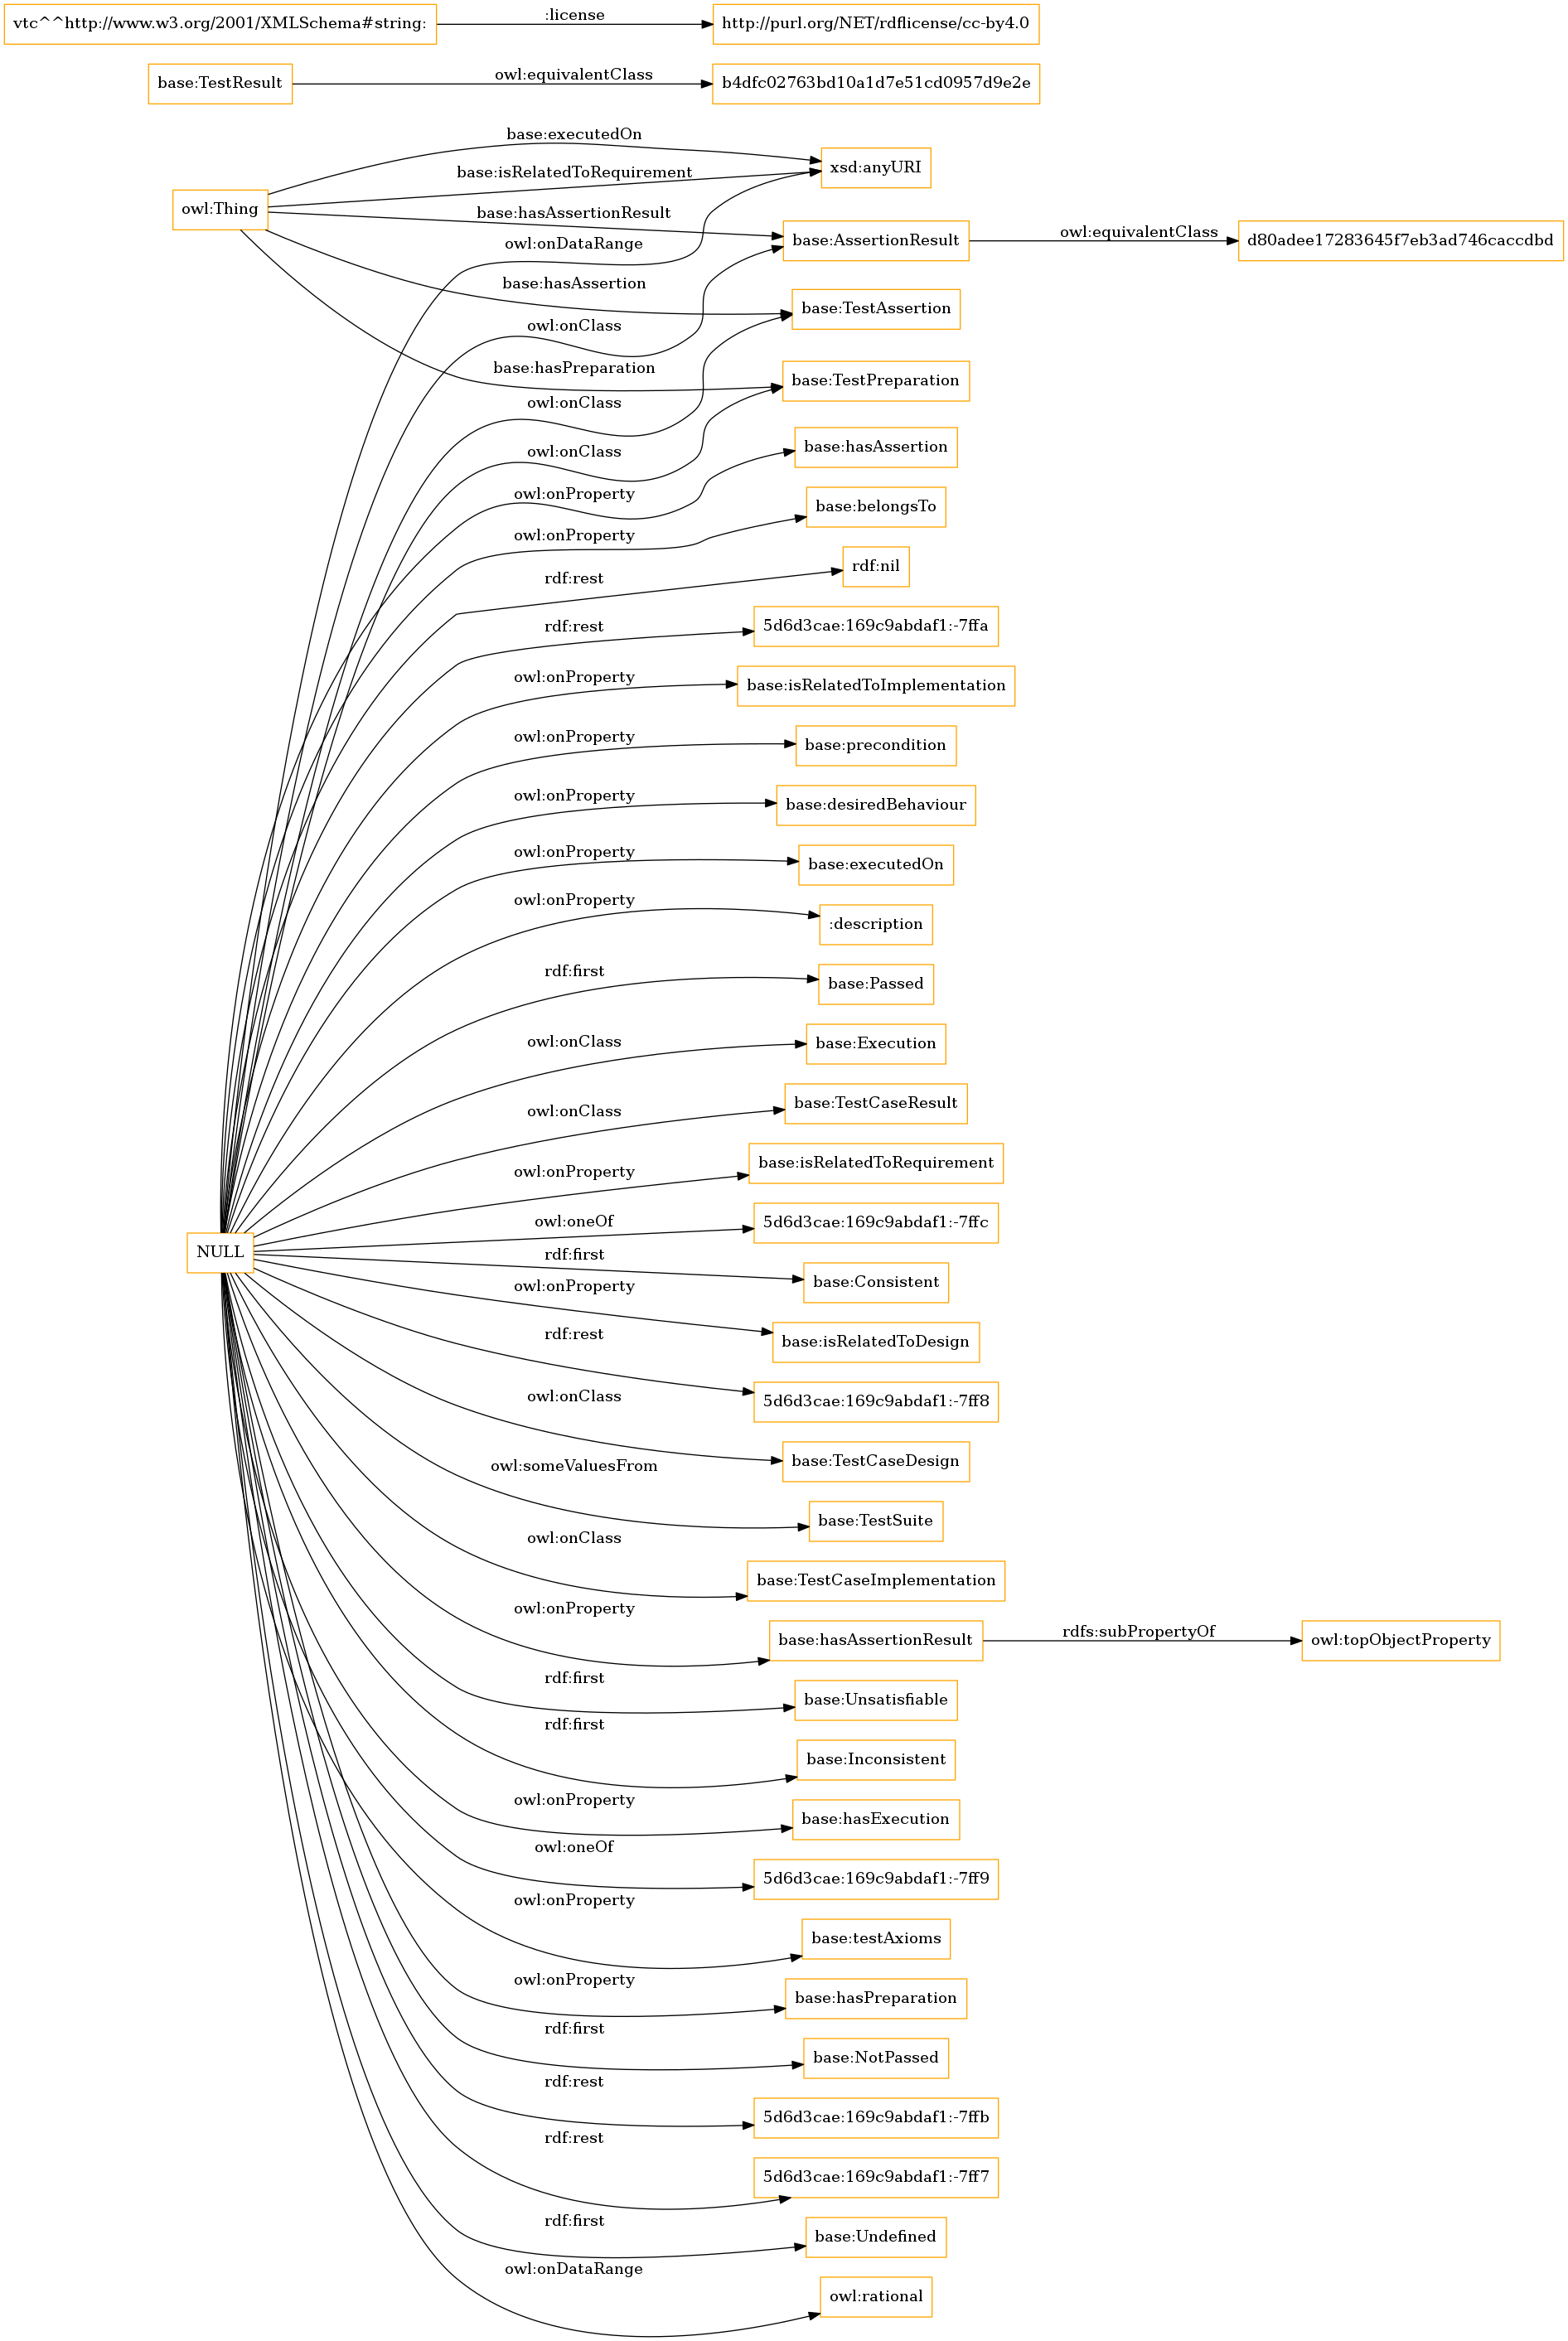 vtc^^http://www.w3.org/2001/XMLSchema#string:
:license
http://purl.org/NET/rdflicense/cc-by4.0
base:TestResult
owl:equivalentClass
b4dfc02763bd10a1d7e51cd0957d9e2e
owl:Thing
base:executedOn
xsd:anyURI
base:isRelatedToRequirement
base:hasAssertionResult
base:AssertionResult
owl:equivalentClass
d80adee17283645f7eb3ad746caccdbd
owl:onDataRange
base:hasAssertion
base:TestAssertion
owl:onClass
base:hasPreparation
base:TestPreparation
owl:onClass
owl:onClass
base:hasAssertion
owl:onProperty
base:belongsTo
owl:onProperty
rdf:nil
rdf:rest
5d6d3cae:169c9abdaf1:-7ffa
rdf:rest
base:isRelatedToImplementation
owl:onProperty
base:precondition
owl:onProperty
base:desiredBehaviour
owl:onProperty
base:executedOn
owl:onProperty
:description
owl:onProperty
base:Passed
rdf:first
base:Execution
owl:onClass
base:TestCaseResult
owl:onClass
base:isRelatedToRequirement
owl:onProperty
5d6d3cae:169c9abdaf1:-7ffc
owl:oneOf
NULL
rdf:first
base:Consistent
owl:onProperty
base:isRelatedToDesign
rdf:rest
5d6d3cae:169c9abdaf1:-7ff8
owl:onClass
base:TestCaseDesign
owl:someValuesFrom
base:TestSuite
owl:onClass
base:TestCaseImplementation
owl:onProperty
base:hasAssertionResult
rdfs:subPropertyOf
owl:topObjectProperty
rdf:first
base:Unsatisfiable
rdf:first
base:Inconsistent
owl:onProperty
base:hasExecution
owl:oneOf
5d6d3cae:169c9abdaf1:-7ff9
owl:onProperty
base:testAxioms
owl:onProperty
base:hasPreparation
rdf:first
base:NotPassed
rdf:rest
5d6d3cae:169c9abdaf1:-7ffb
rdf:rest
5d6d3cae:169c9abdaf1:-7ff7
rdf:first
base:Undefined
owl:onDataRange
owl:rational